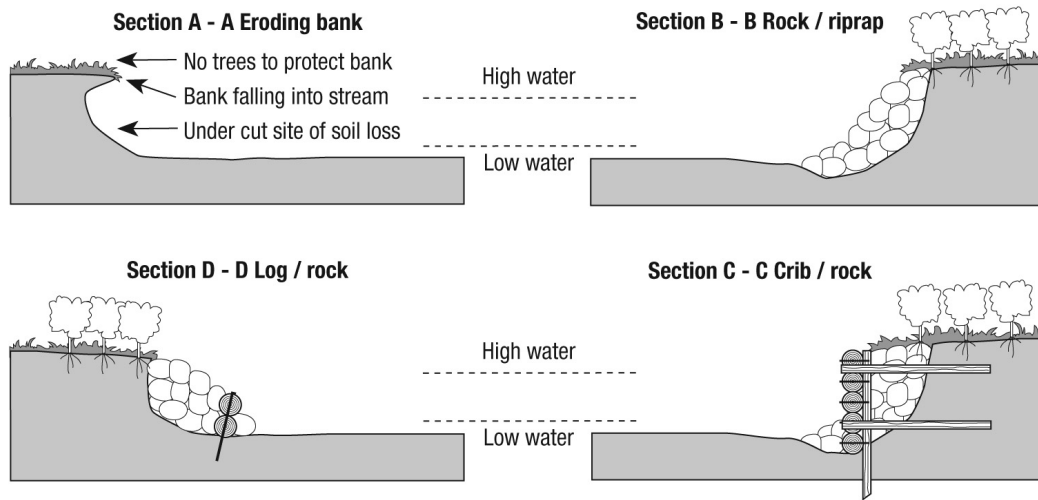 Section A - A Eroding bank
No trees to protect bank
Bank falling into stream
Under cut site of soil loss
High water
Low water
Section B - B Rock / riprap
Section D - D Log / rock
High water
Low water
Section C - C Crib / rock